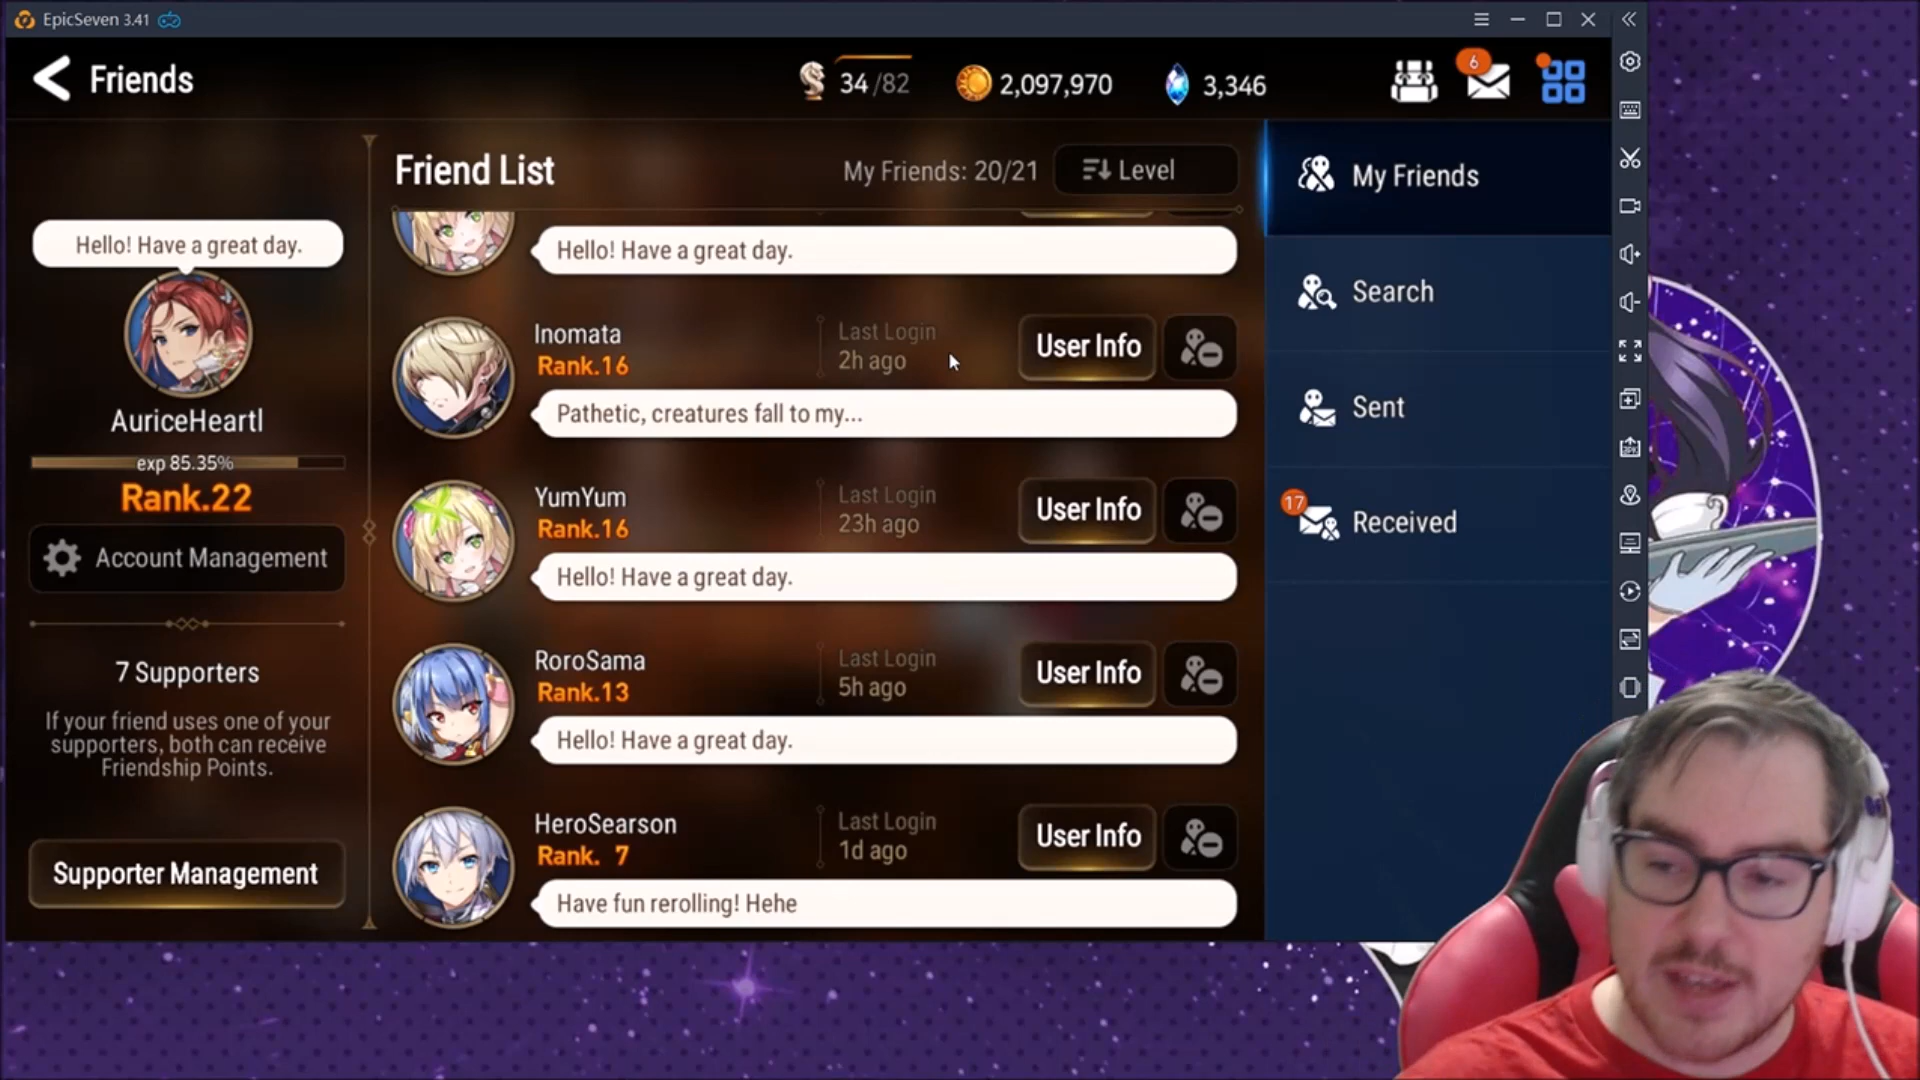 EpicSeven 3.41
Friends
34 /82
2,097,970
3,346
6
Hello! Have a great day.
AuriceHeartl
exp 85.35%
Rank.22
Account Management
7 Supporters
If your friend uses one of your
supporters, both can receive
Friendship Points.
Supporter Management
Friend List
My Friends: 20/21
Level
Hello! Have a great day.
Inomata
Rank.16
Last Login
2h ago
User Info
Pathetic, creatures fall to my...
YumYum
Rank.16
Last Login
23h ago
User Info
Hello! Have a great day.
RoroSama
Rank.13
Last Login
5h ago
User Info
Hello! Have a great day.
HeroSearson
Rank. 7
Last Login
1d ago
User Info
Have fun rerolling! Hehe
My Friends
Search
Sent
17
Received